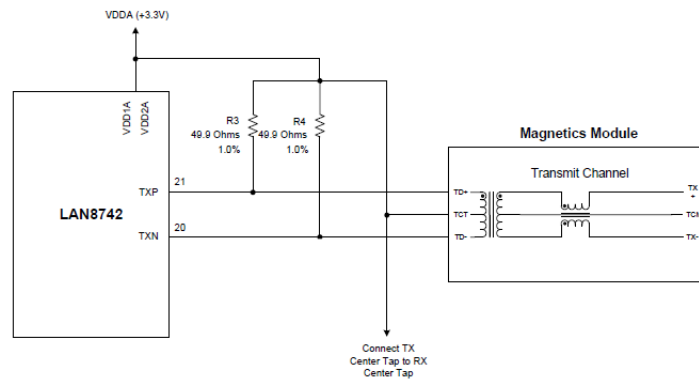 VDDA (+3.3V)
VDD1A
VDD2A
R3
49.9 Ohms
1.0%
R4
49.9 Ohms
1.0%
Magnetics Module
Transmit Channel
LAN8742
TXP
21
TXN
20
TD+
TCT
TD-
TX
+
TX-
Connect TX
Center Tap to RX
Center Tap